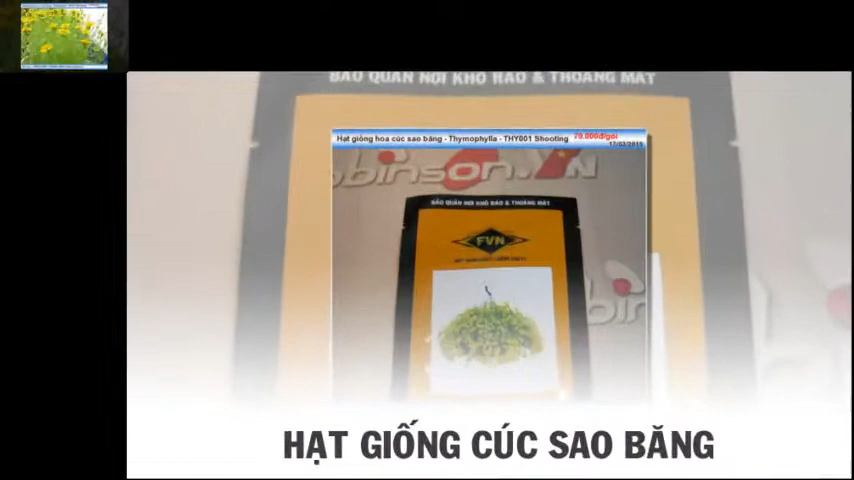 BẢO QUẢN NƠI KHÔ RÁO & THOÁNG MÁT
Hạt giống hoa cúc sao băng - Thymophylla - THY001 Shooting 70.000đ/gói
17/03/2015
binson.VN
BẢO QUẢN NƠI KHÔ RÁO & THOÁNG MÁT
FVN
bin
HẠT GIỐNG CÚC SAO BĂNG